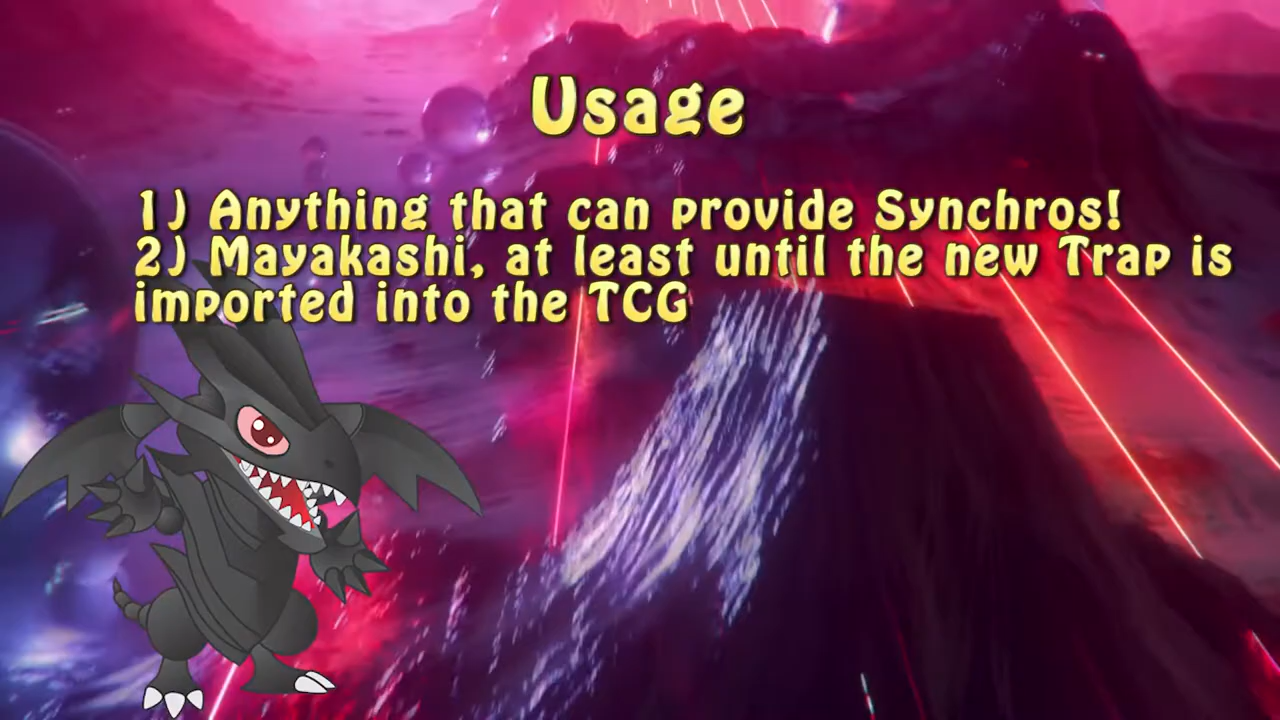 Usage
1) Anything that can provide Synchros!
2) Mayakashi, at least until the new Trap is
imported into the TCG